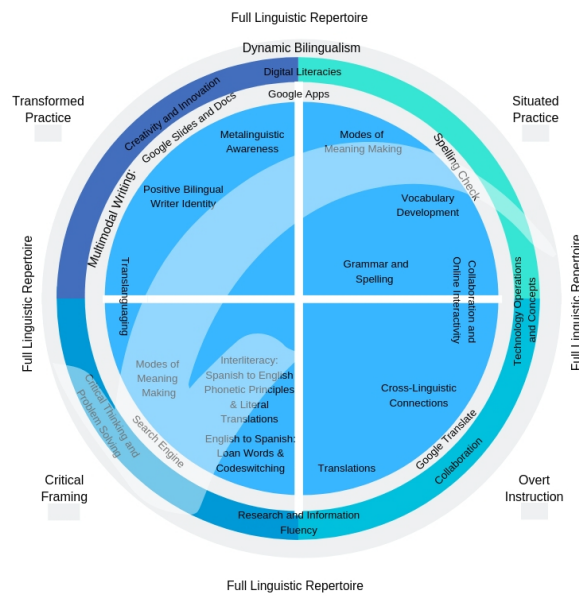 Full Linguistic Repertoire
Dynamic Bilingualism
Digital Literacies
Google Apps
Creativity and Innovation
Google Slides and Docs
Multimodal Writing:
Transformed
Practice
Situated
Practice
Metalinguistic
Awareness
Modes of
Meaning Making
Spelling Check
Positive Bilingual
Writer Identity
Vocabulary
Development
Grammar and
Spelling
Translanguaging
Collaboration and
Online Interactivity
Technology Operations
and Concepts
Full Linguistic Repertoire
Full Linguistic Repertoire
Modes of
Meaning
Making
Interliteracy:
Spanish to English
Phonetic Principles
& Literal
Translations
English to Spanish:
Loan Words &
Codeswitching
Cross-Linguistic
Connections
Translations
Critical Thinking and
Problem Solving
Search Engine
Google Translate
Collaboration
Critical
Framing
Overt
Instruction
Research and Information
Fluency
Full Linguistic Repertoire